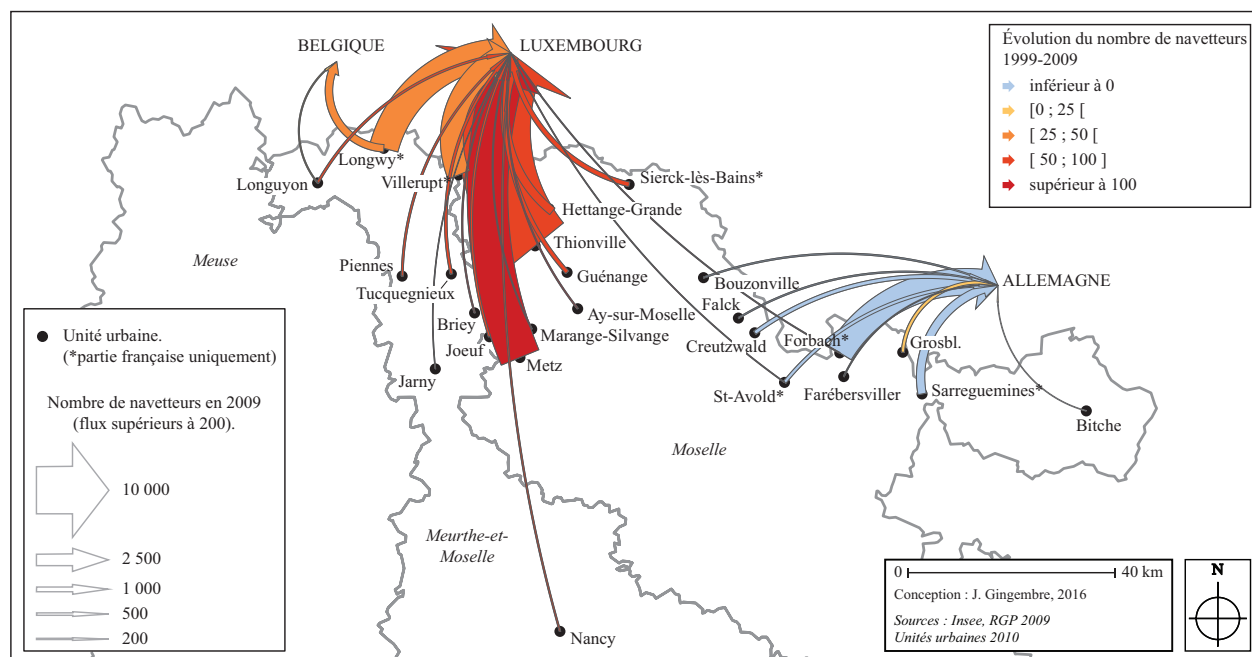 BELGIQUE
LUXEMBOURG
Évolution du nombre de navetteurs
1999-2009
inférieur à 0
[0 ; 25 [
[ 25 ; 50 [
[ 50 ; 100 ]
supérieur à 100
Longwy*
Longuyon
Villerupt*
Sierck-lès-Bains*
Hettange-Grande
Thionville
Meuse
Piennes
Guénange
Tucquegnieux
Bouzonville
ALLEMAGNE
Falck
Ay-sur-Moselle
Briey
Marange-Silvange
Creutzwald
Forbach*
Grosbl.
Joeuf
Metz
Jarny
St-Avold*
Farébersviller
Sarreguemines*
Bitche
Moselle
Meurthe-et-
Moselle
Nancy
Unité urbaine.
(*partie française uniquement)
Nombre de navetteurs en 2009
(flux supérieurs à 200).
10 000
2 500
1 000
500
200
0
40 km
Conception : J. Gingembre, 2016
Sources : Insee, RGP 2009
Unités urbaines 2010
N